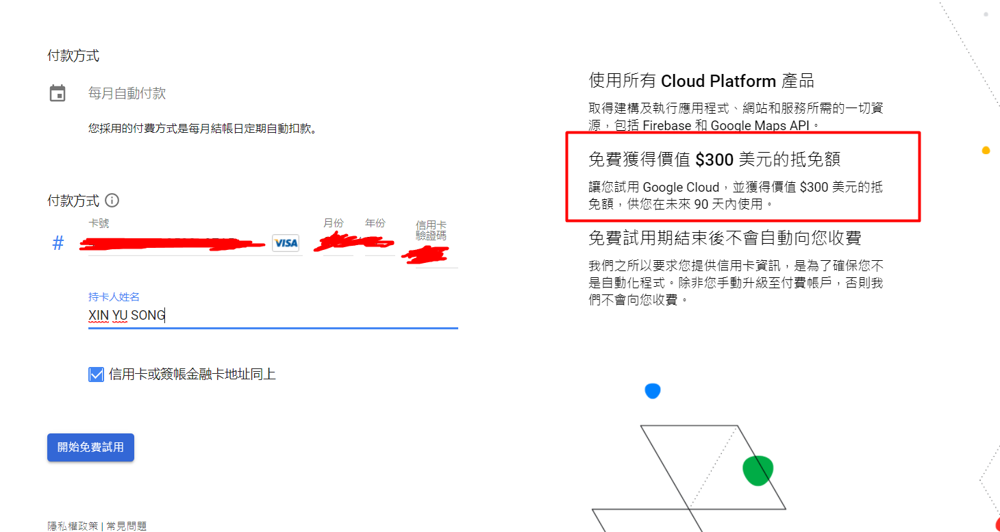 付款方式
每月自動付款
您採用的付費方式是每月結帳日定期自動扣款。
付款方式
卡號
月份
年份
信用卡
驗證碼
#
VISA
持卡人姓名
XIN YU SONG
信用卡或簽帳金融卡地址同上
開始免費試用
隱私權政策 | 常見問題
使用所有 Cloud Platform 產品
取得建構及執行應用程式、網站和服務所需的一切資
源，包括 Firebase 和 Google Maps API。
免費獲得價值 $300 美元的抵免額
讓您試用 Google Cloud，並獲得價值 $300 美元的抵
免額，供您在未來 90 天內使用。
免費試用期結束後不會自動向您收費
我們之所以要求您提供信用卡資訊，是為了確保您不
是自動化程式。除非您手動升級至付費帳戶，否則我
們不會向您收費。